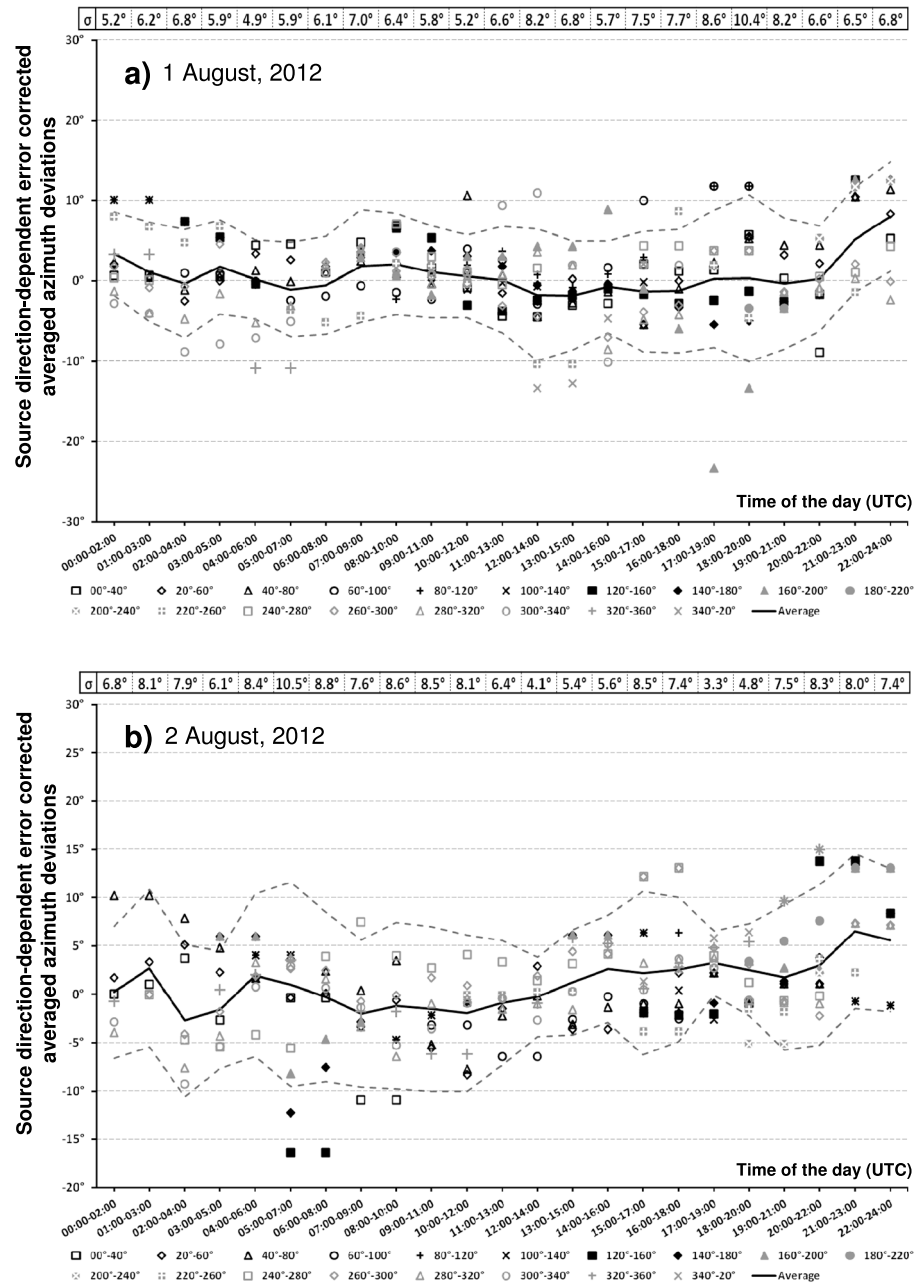 σ 5.2° 6.2° 6.8° 5.9° 4.9° 5.9° 6.1° 7.0° 6.4° 5.8° 5.2° 6.6° 8.2° 6.8° 5.7° 7.5° 7.7° 8.6° 10.4° 8.2° 6.6° 6.5° 6.8°
30°
20°
10°
0°
-10°
-20°
-30°
Source direction-dependent error corrected
averaged azimuth deviations
a) 1 August, 2012
Time of the day (UTC)
00:00-02:00 01:00-03:00 02:00-04:00 03:00-05:00 04:00-06:00 05:00-07:00 06:00-08:00 07:00-09:00 08:00-10:00 09:00-11:00 10:00-12:00 11:00-13:00 12:00-14:00 13:00-15:00 14:00-16:00 15:00-17:00 16:00-18:00 17:00-19:00 18:00-20:00 19:00-21:00 20:00-22:00 21:00-23:00 22:00-24:00
00°-40° 20°-60° 40°-80° 60°-100° 80°-120° 100°-140° 120°-160° 140°-180° 160°-200° 180°-220°
200°-240° 220°-260° 240°-280° 260°-300° 280°-320° 300°-340° 320°-360° 340°-20° Average
σ 6.8° 8.1° 7.9° 6.1° 8.4° 10.5° 8.8° 7.6° 8.6° 8.5° 8.1° 6.4° 4.1° 5.4° 5.6° 8.5° 7.4° 3.3° 4.8° 7.5° 8.3° 8.0° 7.4°
30°
25°
20°
15°
10°
5°
0°
-5°
-10°
-15°
-20°
Source direction-dependent error corrected
averaged azimuth deviations
b) 2 August, 2012
Time of the day (UTC)
00:00-02:00 01:00-03:00 02:00-04:00 03:00-05:00 04:00-06:00 05:00-07:00 06:00-08:00 07:00-09:00 08:00-10:00 09:00-11:00 10:00-12:00 11:00-13:00 12:00-14:00 13:00-15:00 14:00-16:00 15:00-17:00 16:00-18:00 17:00-19:00 18:00-20:00 19:00-21:00 20:00-22:00 21:00-23:00 22:00-24:00
00°-40° 20°-60° 40°-80° 60°-100° 80°-120° 100°-140° 120°-160° 140°-180° 160°-200° 180°-220°
200°-240° 220°-260° 240°-280° 260°-300° 280°-320° 300°-340° 320°-360° 340°-20° Average